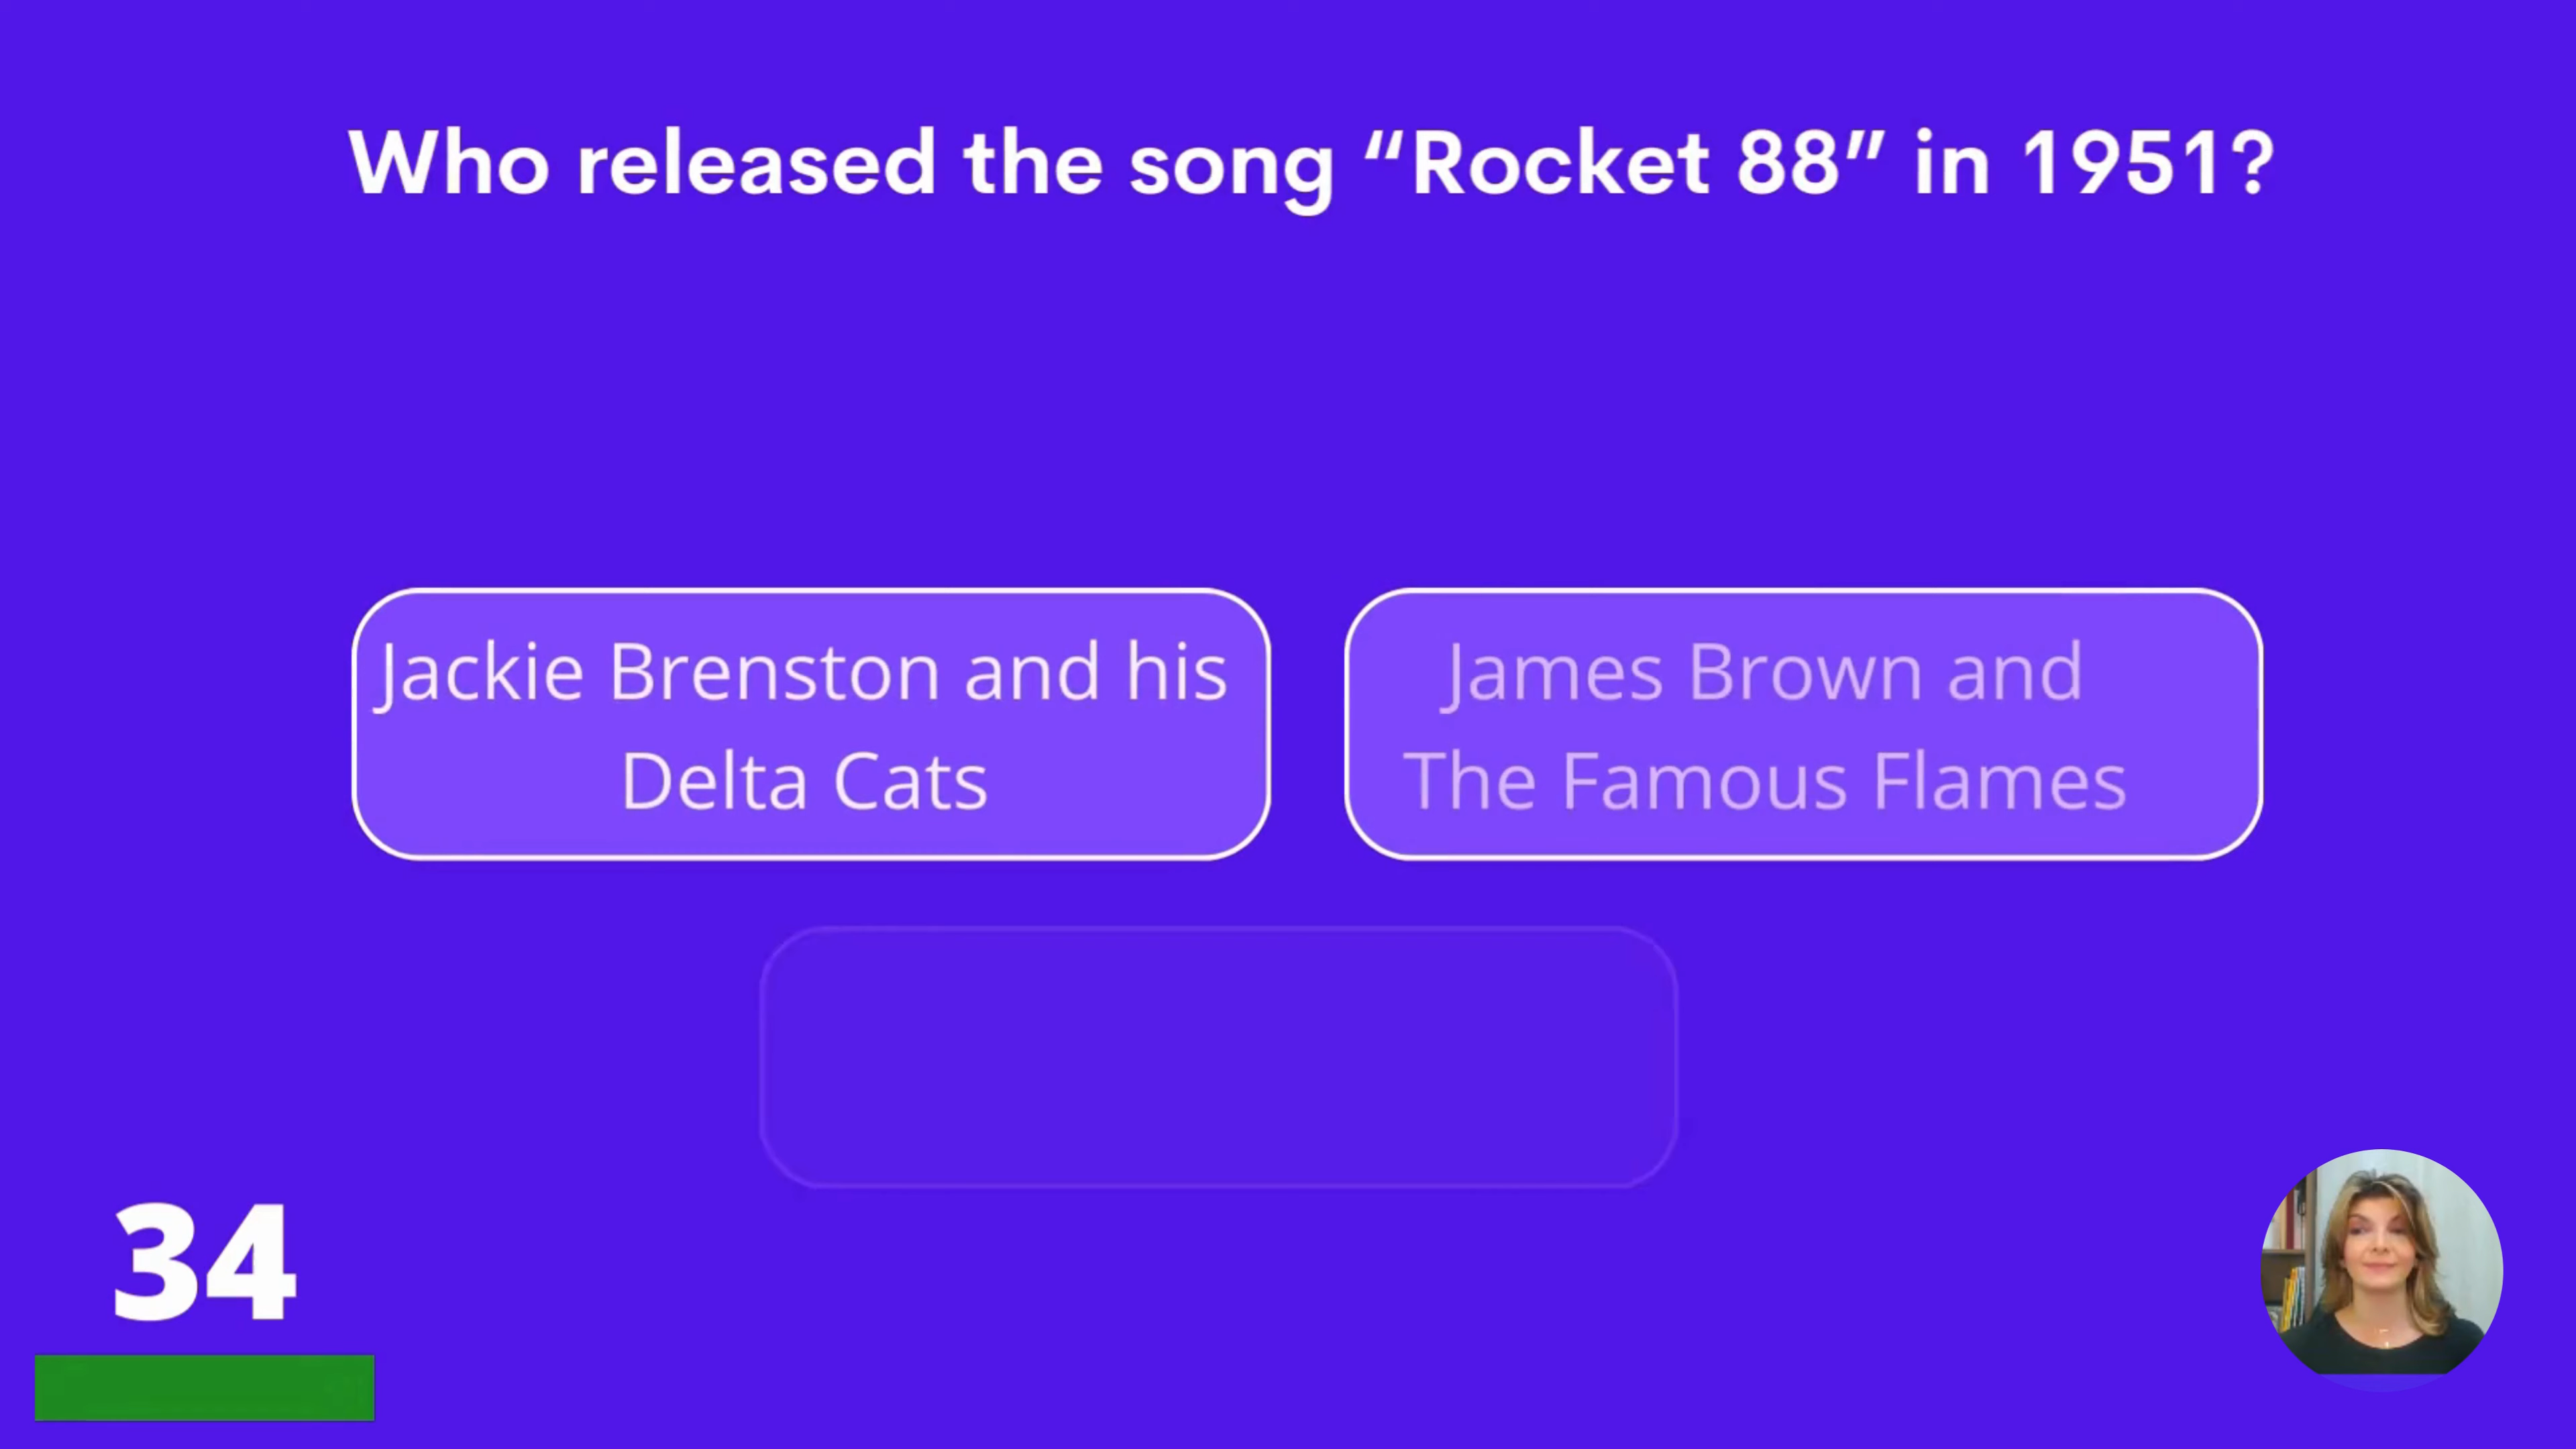 Who released the song “Rocket 88” in 1951?
Jackie Brenston and his
Delta Cats
James Brown and
The Famous Flames
34